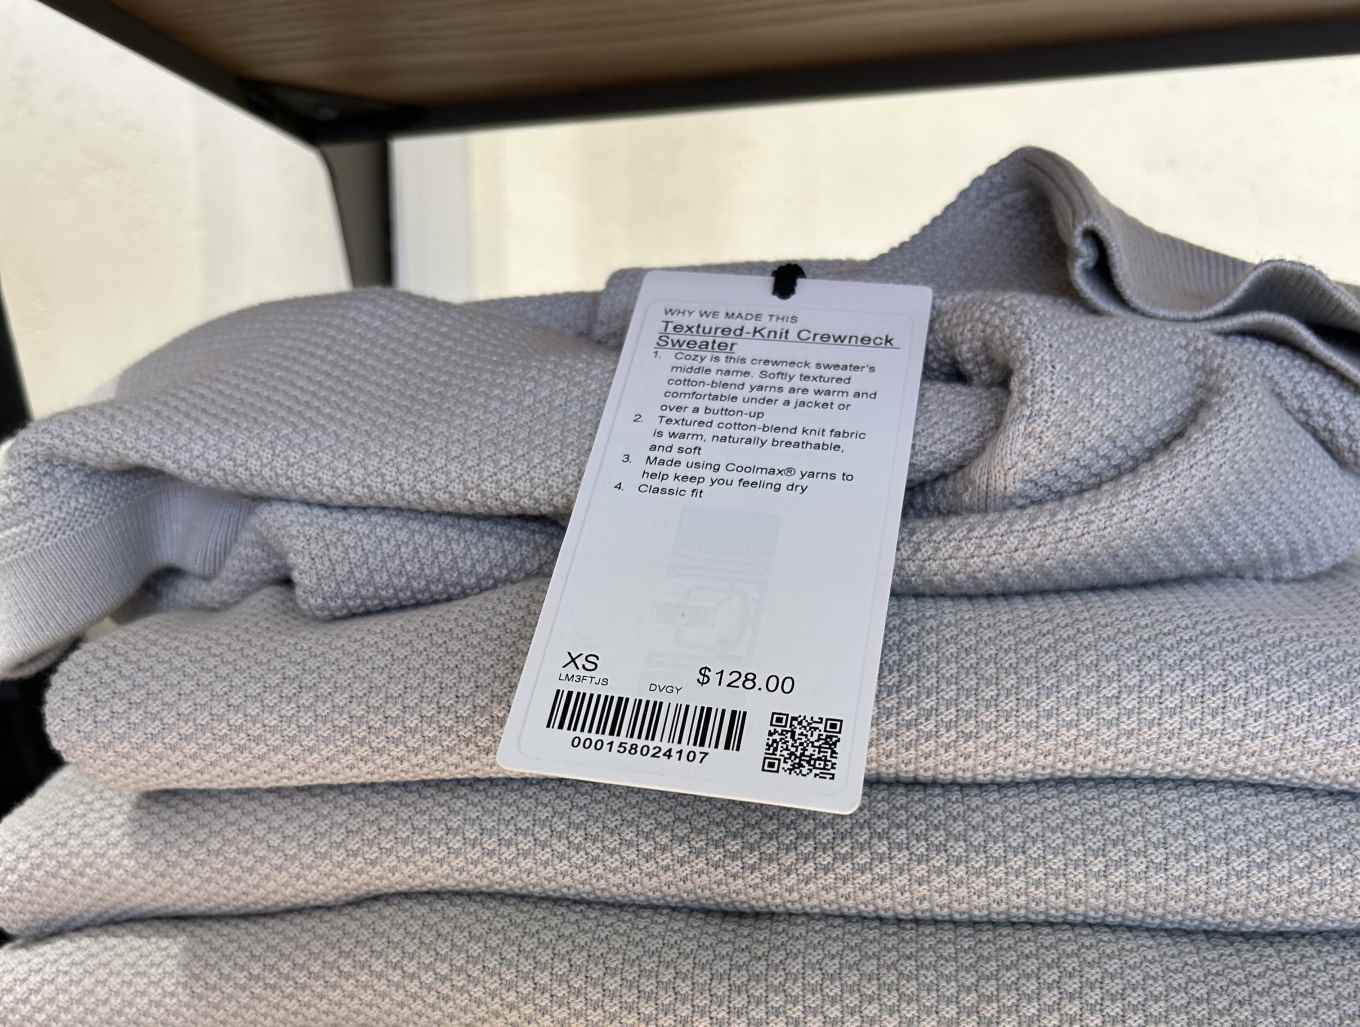 WHY WE MADE THIS
Textured-Knit Crewneck
Sweater
1. Cozy is this crewneck sweater's
middle name. Softly textured
cotton-blend yarns are warm and
comfortable under a jacket or
over a button-up
2. Textured cotton-blend knit fabric
is warm, naturally breathable,
and soft
3. Made using Coolmax® yarns to
help keep you feeling dry
4. Classic fit
XS
$128.00
LM3FTJS
DVGY
000158024107